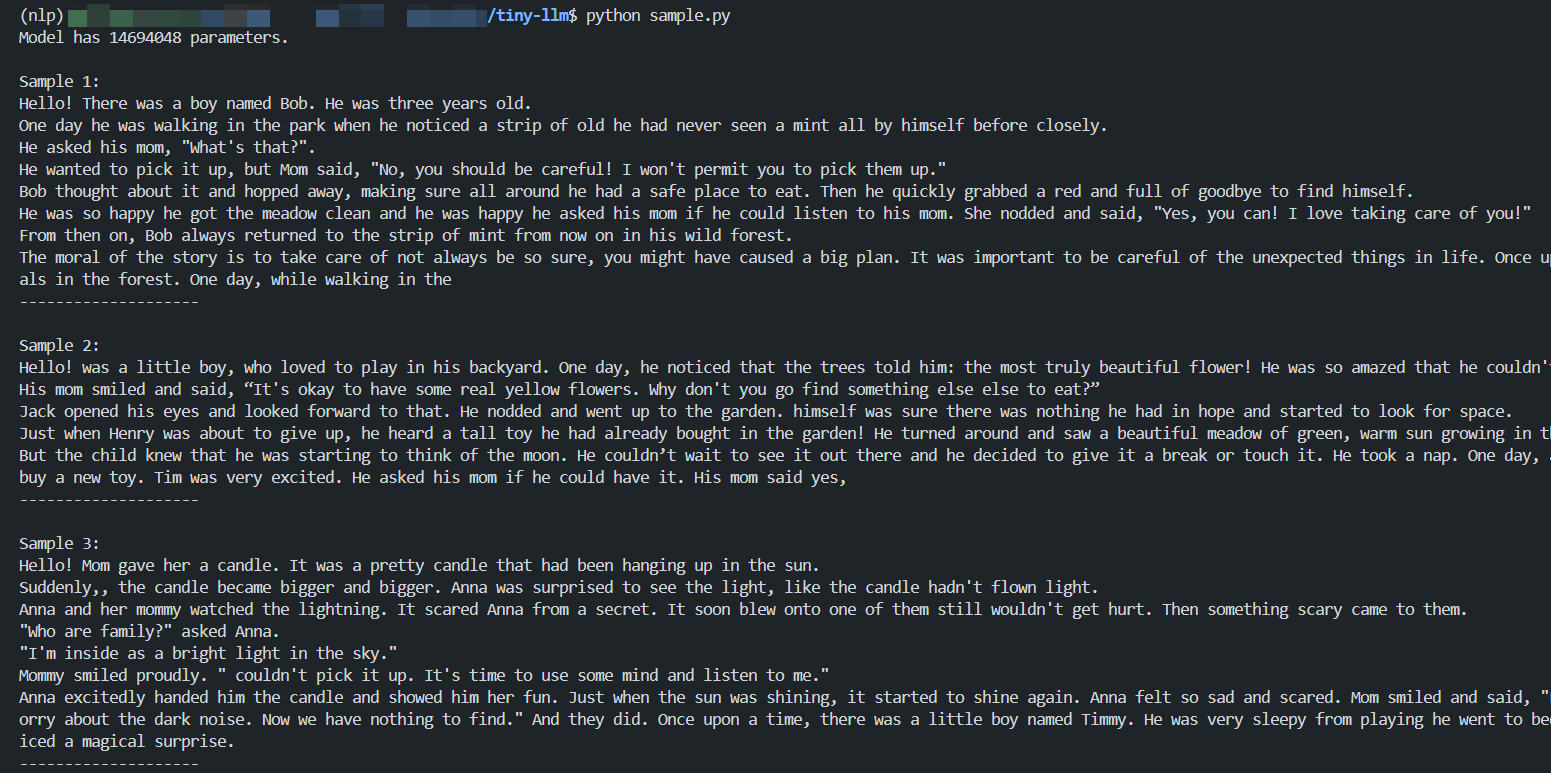 (nlp) /tiny-llm$ python sample.py
Model has 14694048 parameters.
Sample 1:
Hello! There was a boy named Bob. He was three years old.
One day he was walking in the park when he noticed a strip of old he had never seen a mint all by himself before closely.
He asked his mom, "What's that?".
He wanted to pick it up, but Mom said, "No, you should be careful! I won't permit you to pick them up."
Bob thought about it and hopped away, making sure all around he had a safe place to eat. Then he quickly grabbed a red and full of goodbye to find himself.
He was so happy he got the meadow clean and he was happy he asked his mom if he could listen to his mom. She nodded and said, "Yes, you can! I love taking care of you!"
From then on, Bob always returned to the strip of mint from now on in his wild forest.
The moral of the story is to take care of not always be so sure, you might have caused a big plan. It was important to be careful of the unexpected things in life. Once
als in the forest. One day, while walking in the
--------------------
Sample 2:
Hello! was a little boy, who loved to play in his backyard. One day, he noticed that the trees told him: the most truly beautiful flower! He was so amazed that he couldn'
His mom smiled and said, “It's okay to have some real yellow flowers. Why don't you go find something else else to eat?”
Jack opened his eyes and looked forward to that. He nodded and went up to the garden. himself was sure there was nothing he had in hope and started to look for space.
Just when Henry was about to give up, he heard a tall toy he had already bought in the garden! He turned around and saw a beautiful meadow of green, warm sun growing in
But the child knew that he was starting to think of the moon. He couldn’t wait to see it out there and he decided to give it a break or touch it. He took a nap. One day,
buy a new toy. Tim was very excited. He asked his mom if he could have it. His mom said yes,
--------------------
Sample 3:
Hello! Mom gave her a candle. It was a pretty candle that had been hanging up in the sun.
Suddenly,, the candle became bigger and bigger. Anna was surprised to see the light, like the candle hadn't flown light.
Anna and her mommy watched the lightning. It scared Anna from a secret. It soon blew onto one of them still wouldn't get hurt. Then something scary came to them.
"Who are family?" asked Anna.
"I'm inside as a bright light in the sky."
Mommy smiled proudly. " couldn't pick it up. It's time to use some mind and listen to me."
Anna excitedly handed him the candle and showed him her fun. Just when the sun was shining, it started to shine again. Anna felt so sad and scared. Mom smiled and said, "
orry about the dark noise. Now we have nothing to find." And they did. Once upon a time, there was a little boy named Timmy. He was very sleepy from playing he went to
iced a magical surprise.
--------------------